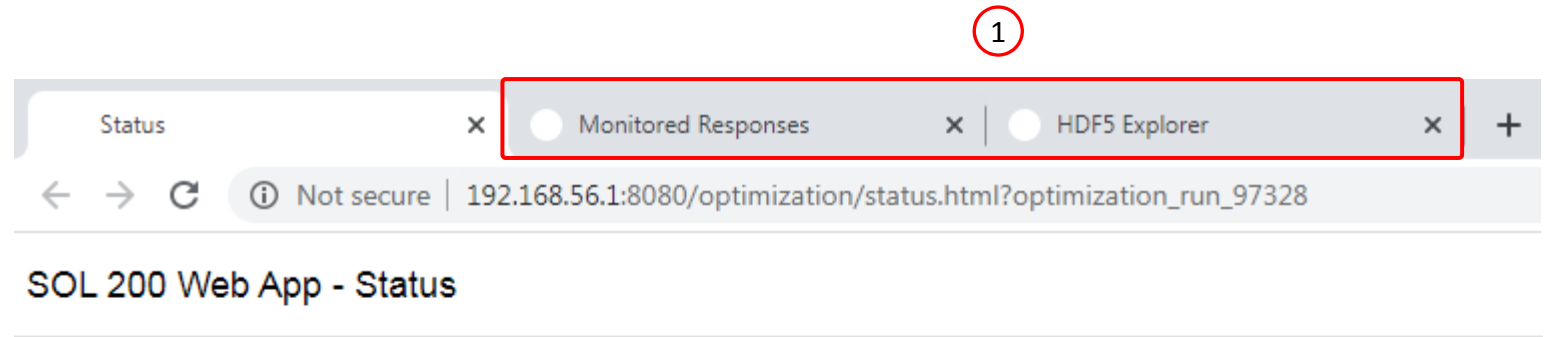 1
Status Monitored Responses HDF5 Explorer
Not secure 192.168.56.1:8080/optimization/status.html?optimization_run_97328
SOL 200 Web App - Status